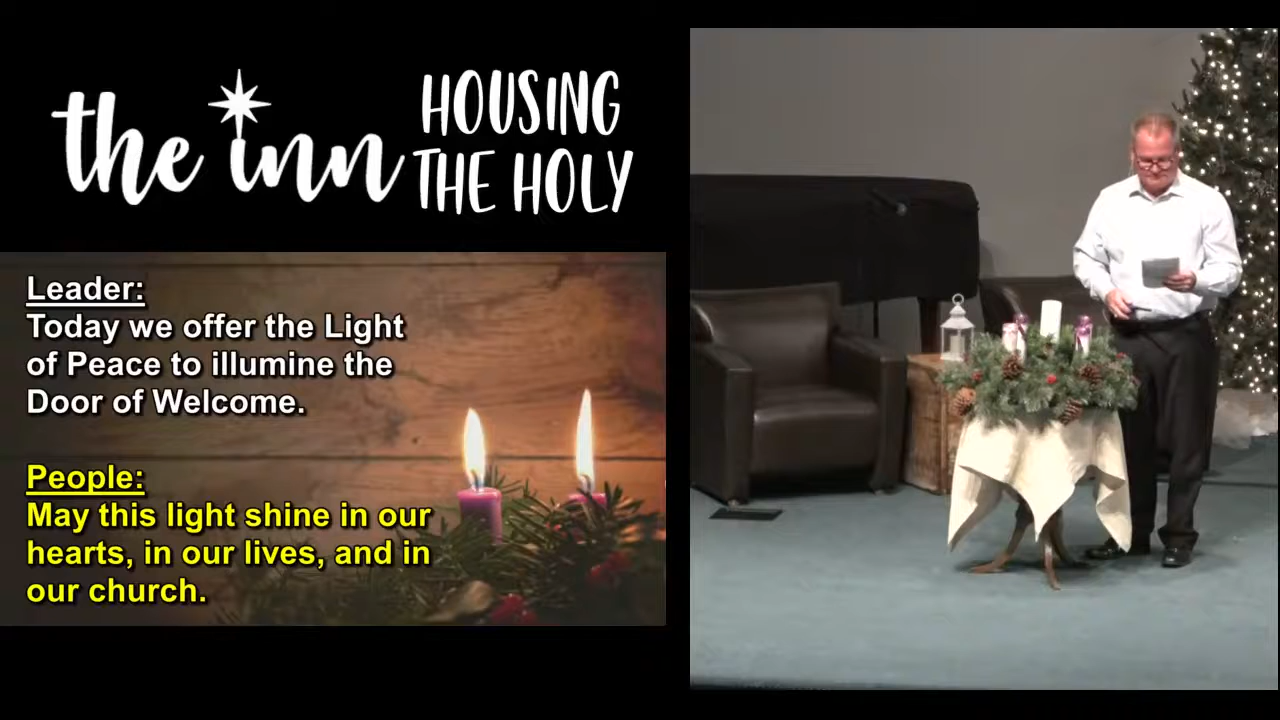 the inn HOUSING
THE HOLY
Leader:
Today we offer the Light
of Peace to illumine the
Door of Welcome.
People:
May this light shine in our
hearts, in our lives, and in
our church.